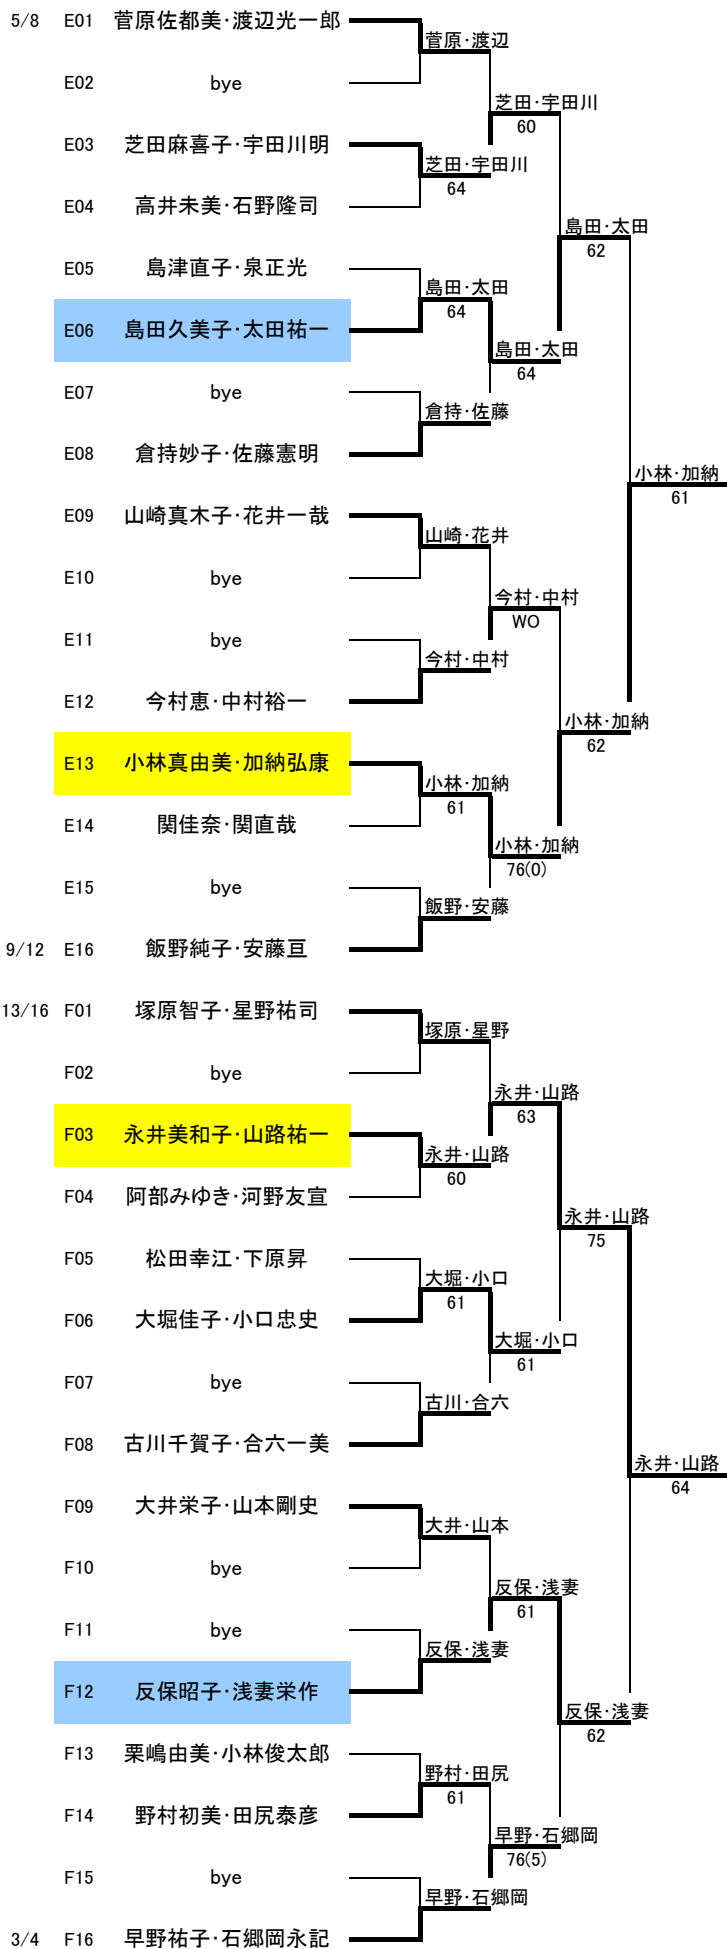 5/8 E01 菅原佐都美・渡辺光一郎
菅原・渡辺
E02 bye
芝田・宇田川
60
E03 芝田麻喜子・宇田川明
芝田・宇田川
64
E04 高井未美・石野隆司
島田・太田
62
E05 島津直子・泉正光
島田・太田
64
E06 島田久美子・太田祐一
島田・太田
64
E07 bye
倉持・佐藤
E08 倉持妙子・佐藤憲明
小林・加納
61
E09 山崎真木子・花井一哉
山崎・花井
E10 bye
今村・中村
WO
E11 bye
今村・中村
E12 今村恵・中村裕一
小林・加納
62
E13 小林真由美・加納弘康
小林・加納
61
E14 関佳奈・関直哉
小林・加納
76(0)
E15 bye
飯野・安藤
9/12 E16 飯野純子・安藤亘
13/16 F01 塚原智子・星野祐司
塚原・星野
F02 bye
永井・山路
63
F03 永井美和子・山路祐一
永井・山路
60
F04 阿部みゆき・河野友宣
永井・山路
75
F05 松田幸江・下原昇
大堀・小口
61
F06 大堀佳子・小口忠史
大堀・小口
61
F07 bye
古川・合六
F08 古川千賀子・合六一美
永井・山路
64
F09 大井栄子・山本剛史
大井・山本
F10 bye
反保・浅妻
61
F11 bye
反保・浅妻
F12 反保昭子・浅妻栄作
反保・浅妻
62
F13 栗嶋由美・小林俊太郎
野村・田尻
61
F14 野村初美・田尻泰彦
早野・石郷岡
76(5)
F15 bye
早野・石郷岡
3/4 F16 早野祐子・石郷岡永記